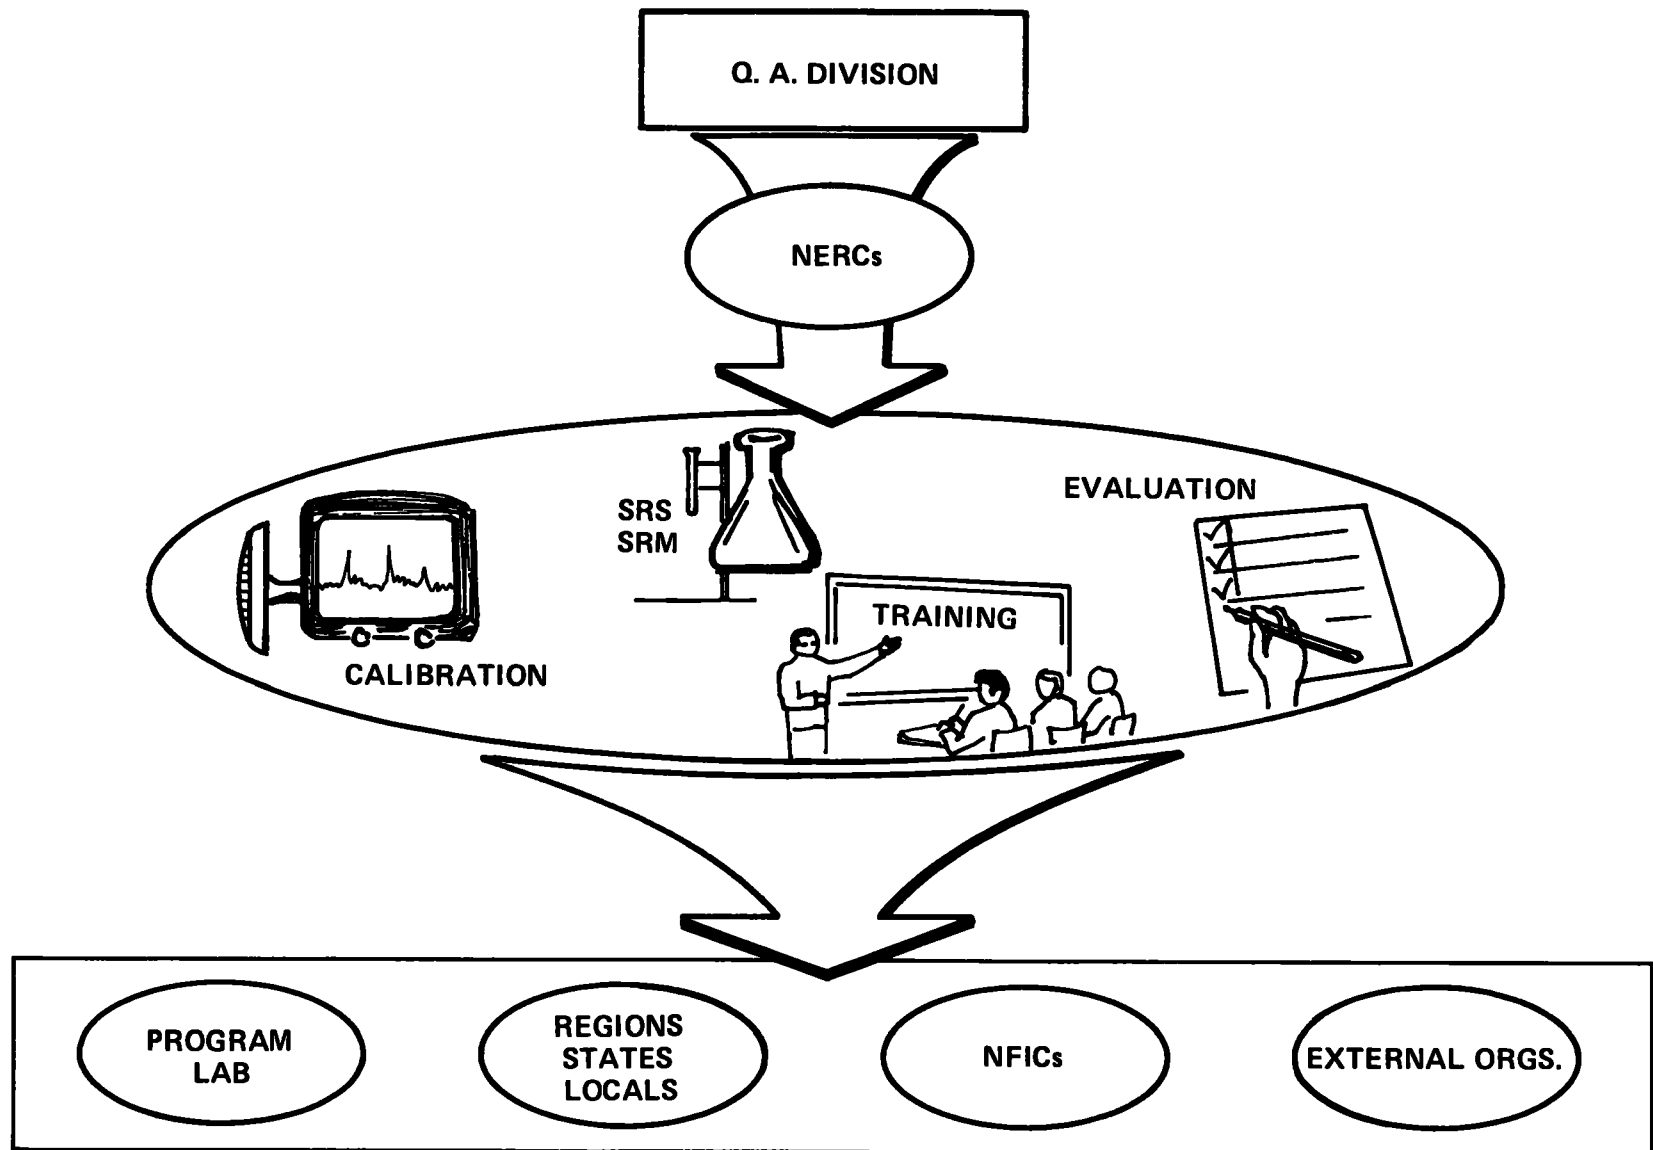 Q. A. DIVISION
NERCs
SRS
SRM
EVALUATION
TRAINING
CALIBRATION
PROGRAM
LAB
REGIONS
STATES
LOCALS
NFICs
EXTERNAL ORGS.